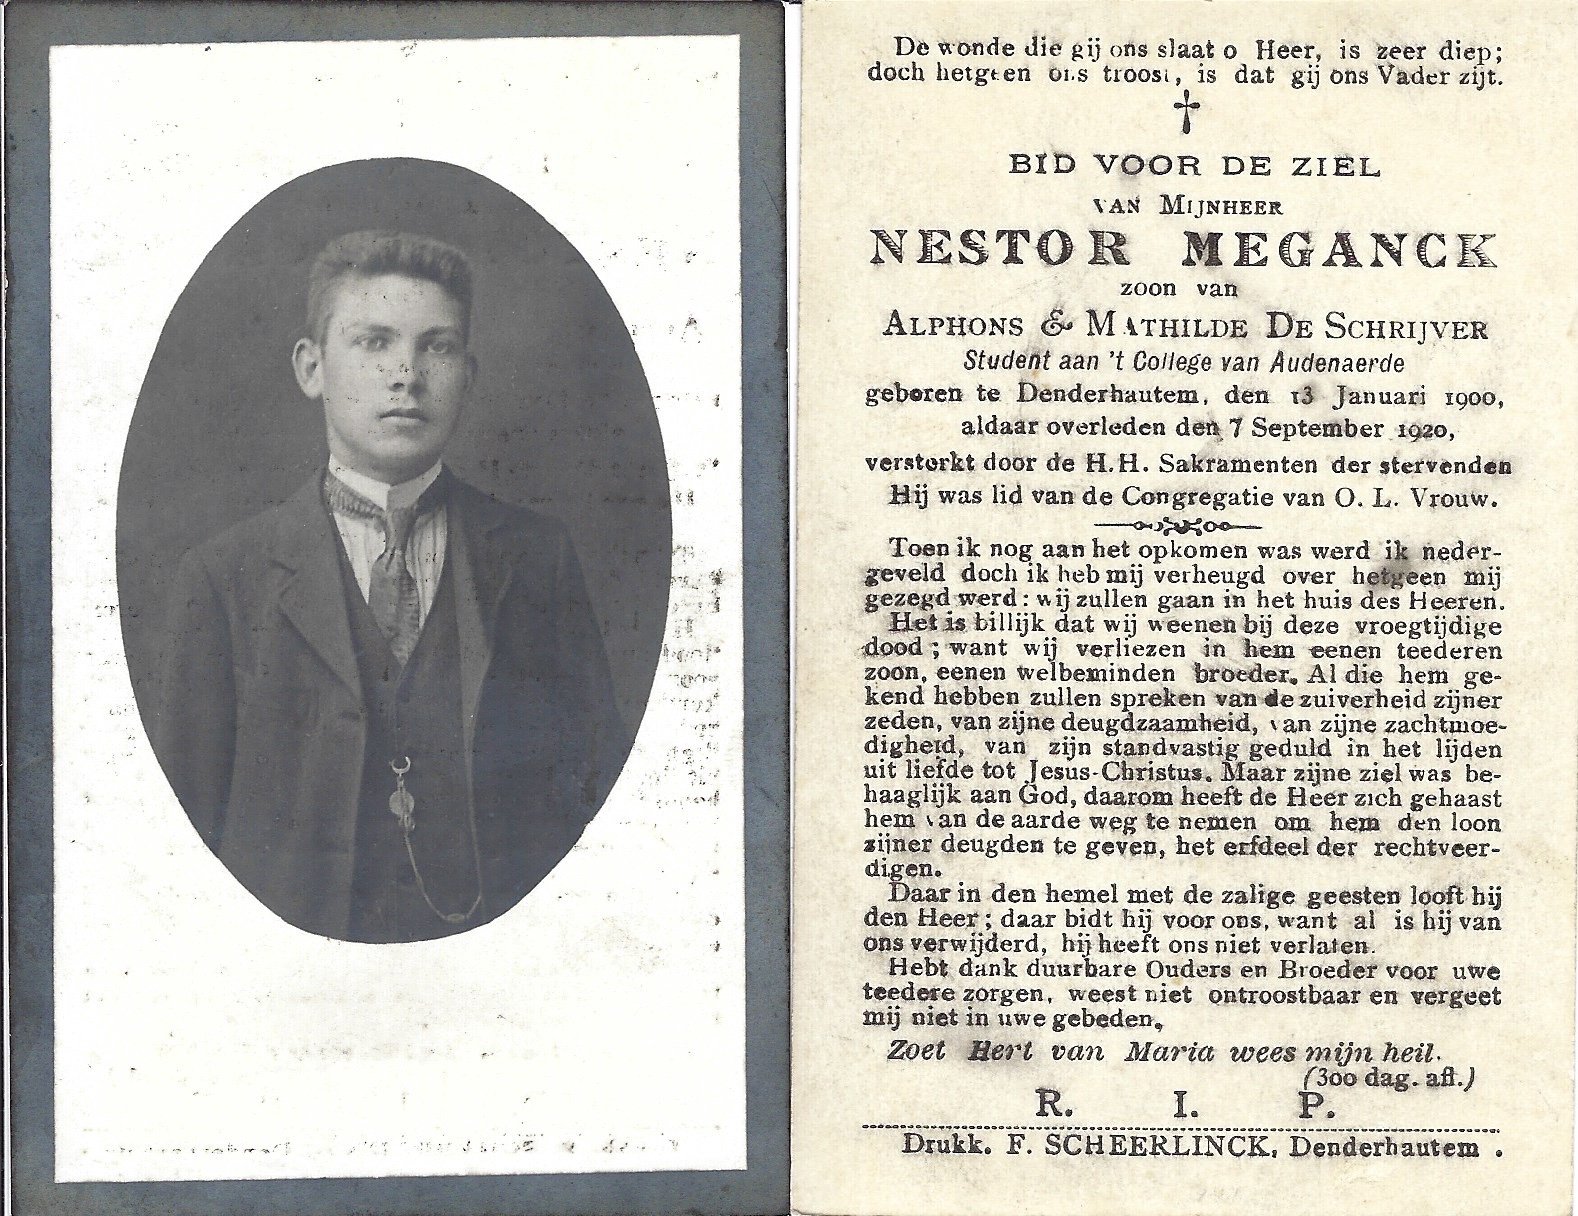 De wonde die gij ons slaat o Heer, is zeer diep;
doch hetgeen ons troost, is dat gij ons Vader zijt.
BID VOOR DE ZIEL
VAN MIJNHEER
NESTOR MEGANCK
zoon van
ALPHONS & MATHILDE DE SCHRIJVER
Student aan 't College van Audenaerde
geboren te Denderhautem, den 13 Januari 1900,
aldaar overleden den 7 September 1920,
versterkt door de H.H. Sakramenten der stervenden
Hij was lid van de Congregatie van O. L. Vrouw.
Toen ik nog aan het opkomen was werd ik neder-
geveld doch ik heb mij verheugd over hetgeen mij
gezegd werd: wij zullen gaan in het huis des Heeren.
Het is billijk dat wij weenen bij deze vroegtijdige
dood; want wij verliezen in hem eenen teederen
zoon, eenen welbeminden broeder. Al die hem ge-
kend hebben zullen spreken van de zuiverheid zijner
zeden, van zijne deugdzaamheid, van zijne zachtmoe-
digheid, van zijn standvastig geduld in het lijden
uit liefde tot Jesus-Christus. Maar zijne ziel was be-
haaglijk aan God, daarom heeft de Heer zich gehaast
hem van de aarde weg te nemen om hem den loon
zijner deugden te geven, het erfdeel der rechtveer-
digen.
Daar in den hemel met de zalige geesten looft hij
den Heer; daar bidt hij voor ons, want al is hij van
ons verwijderd, hij heeft ons niet verlaten.
Hebt dank duurbare Ouders en Broeder voor uwe
teedere zorgen, weest niet ontroostbaar en vergeet
mij niet in uwe gebeden,
Zoet Hert van Maria wees mijn heil.
(300 dag. afl.)
R. I. P.
Drukk. F. SCHEERLINCK, Denderhautem .